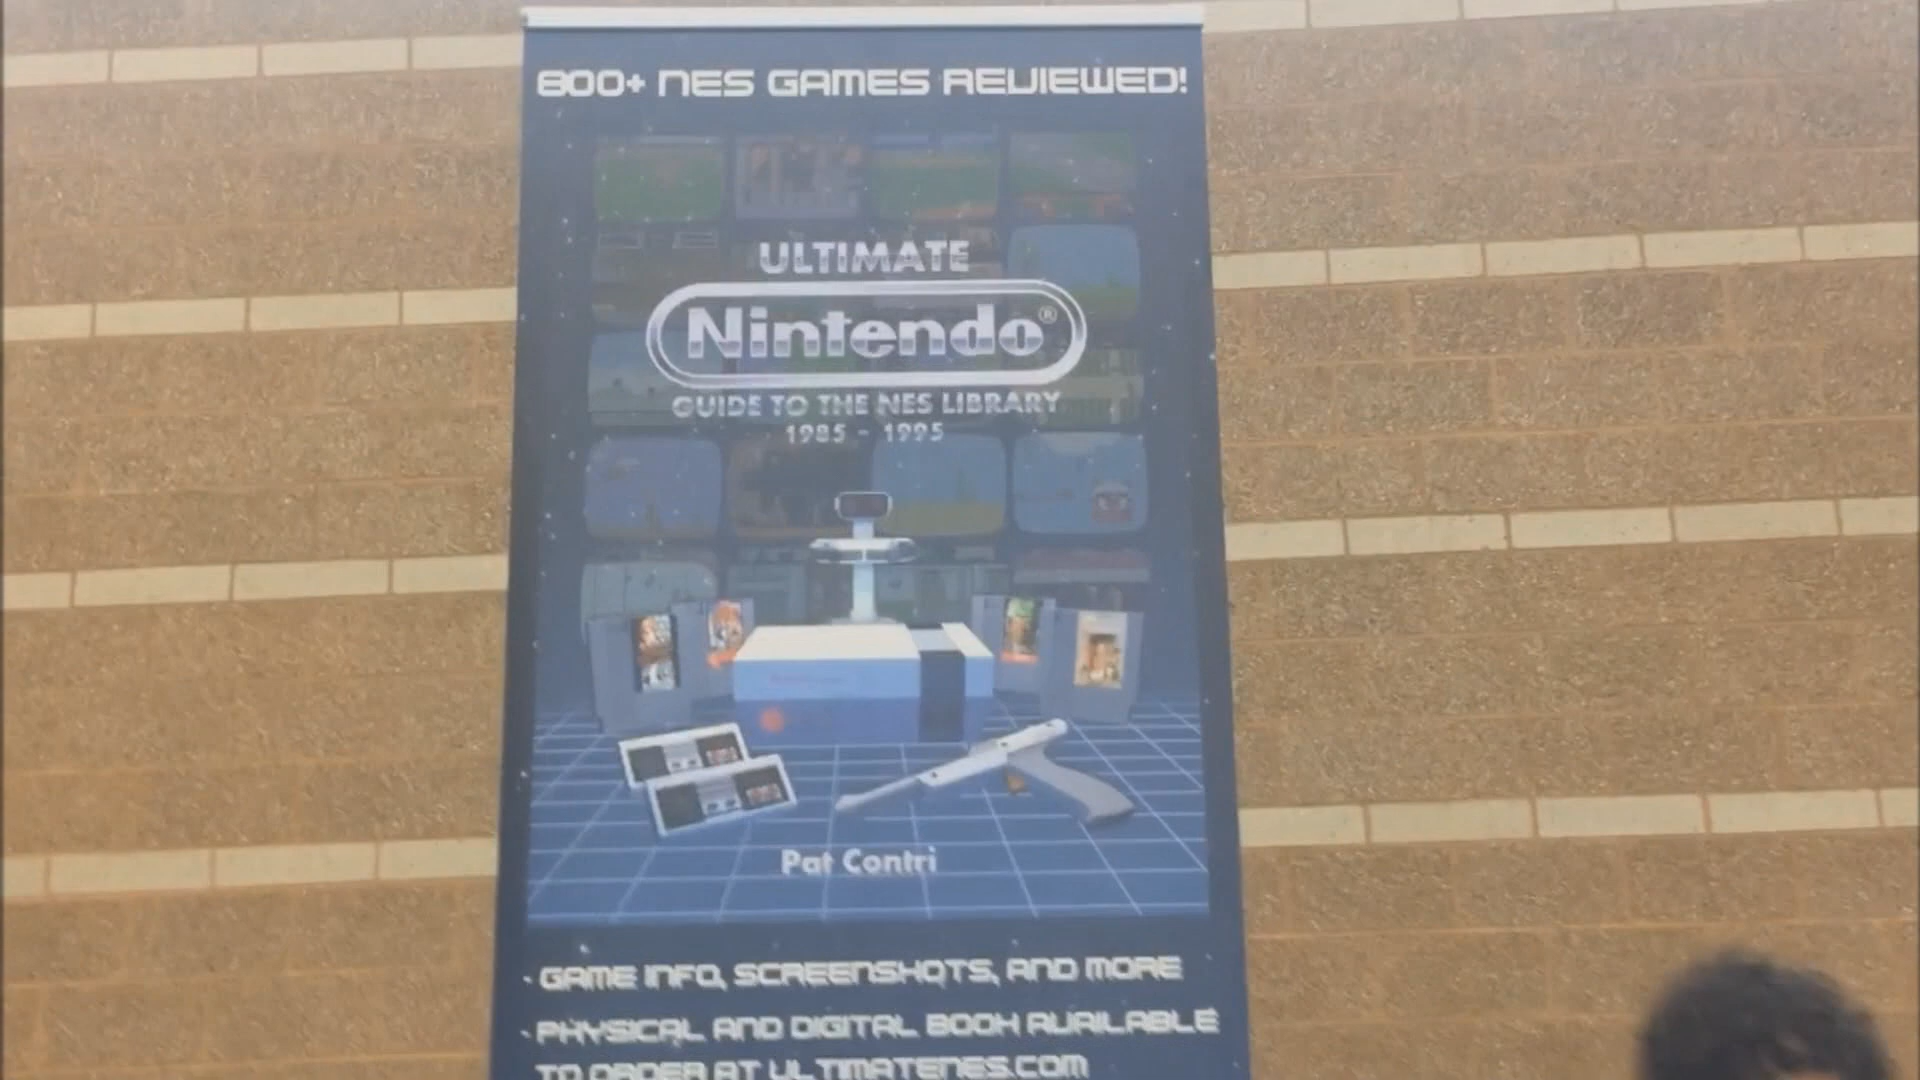 800+ NES GAMES REVIEWED!
ULTIMATE
Nintendo®
GUIDE TO THE NES LIBRARY
1985 - 1995
Pat Contri
· GAME INFO, SCREENSHOTS, AND MORE
· PHYSICAL AND DIGITAL BOOK AVAILABLE
TO ORDER AT ULTIMATENES.COM